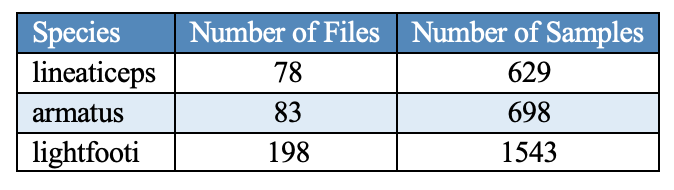 Species Number of Files Number of Samples
lineaticeps 78 629
armatus 83 698
lightfooti 198 1543